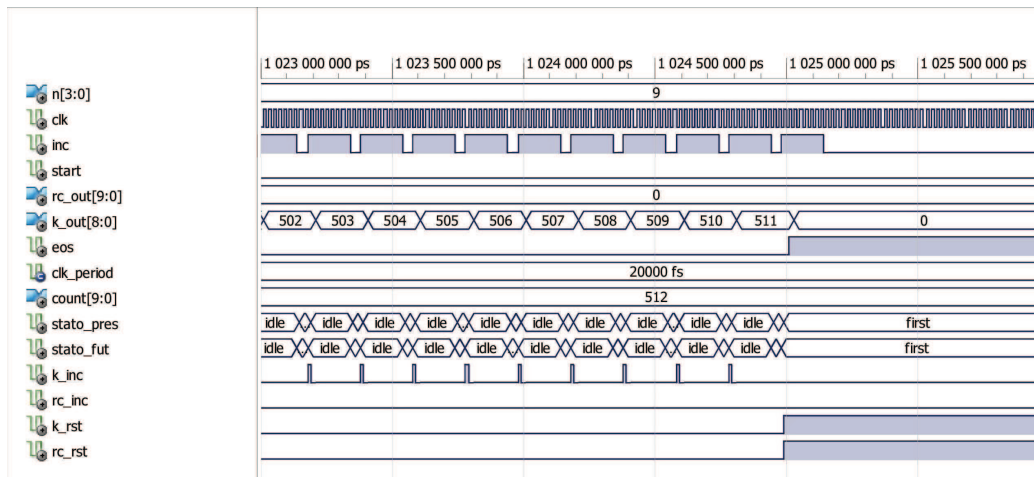 1 023 000 000 ps 1 023 500 000 ps 1 024 000 000 ps 1 024 500 000 ps 1 025 000 000 ps 1 025 500 000 ps
n[3:0] 9
clk
inc
start
rc_out[9:0] 0
k_out[8:0] 502 503 504 505 506 507 508 509 510 511 0
eos
clk_period 20000 fs
count[9:0] 512
stato_pres idle ... idle idle idle ... idle idle idle idle ... idle idle first
stato_fut idle ... idle idle idle idle ... idle idle idle ... idle idle first
k_inc
rc_inc
k_rst
rc_rst